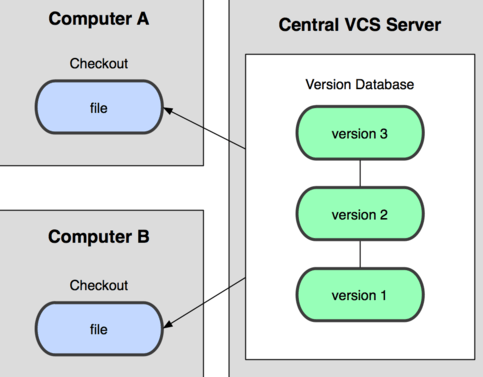 Computer A
Checkout
file
Computer B
Checkout
file
Central VCS Server
Version Database
version 3
version 2
version 1